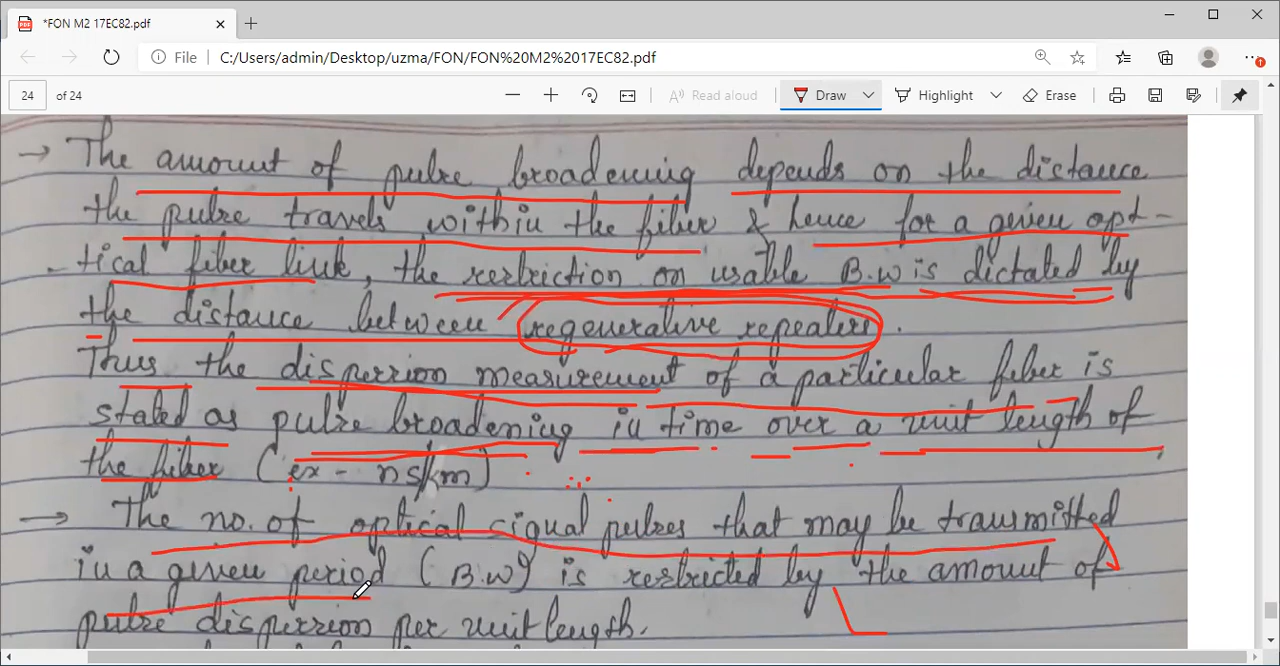 *FON M2 17EC82.pdf
File C:/Users/admin/Desktop/uzma/FON/FON%20M2%2017EC82.pdf
24 of 24 Read aloud Draw Highlight Erase
→ The amount of pulse broadening depends on the distance
the pulse travels within the fiber & hence for a given opt-
-tical fiber link, the restriction on usable B.W is dictated by
the distance between regenerative repeaters.
Thus the dispersion measurement of a particular fiber is
stated as pulse broadening in time over a unit length of
the fiber (ex - ns/km)
→ The no. of optical signal pulses that may be transmitted
in a given period (B.W) is restricted by the amount of
pulse dispersion per unit length.